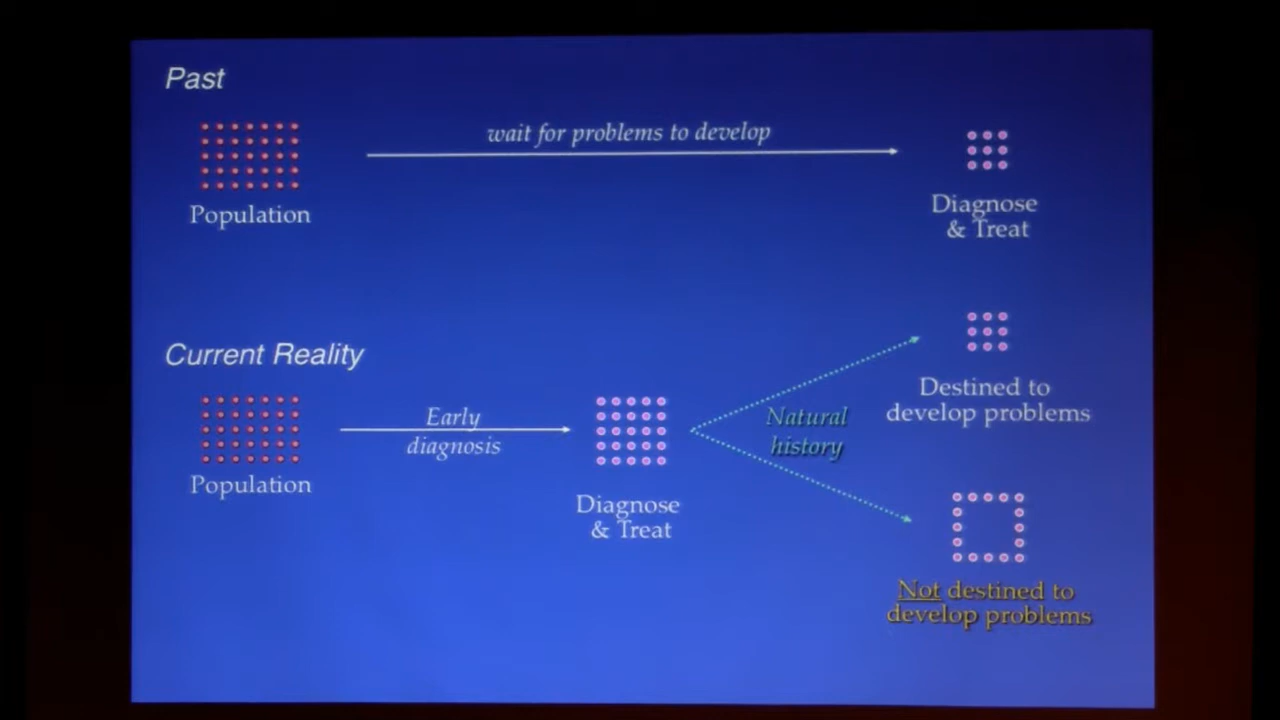 Past
wait for problems to develop
Population
Diagnose
& Treat
Current Reality
Early
diagnosis
Population
Diagnose
& Treat
Natural
history
Destined to
develop problems
Not destined to
develop problems